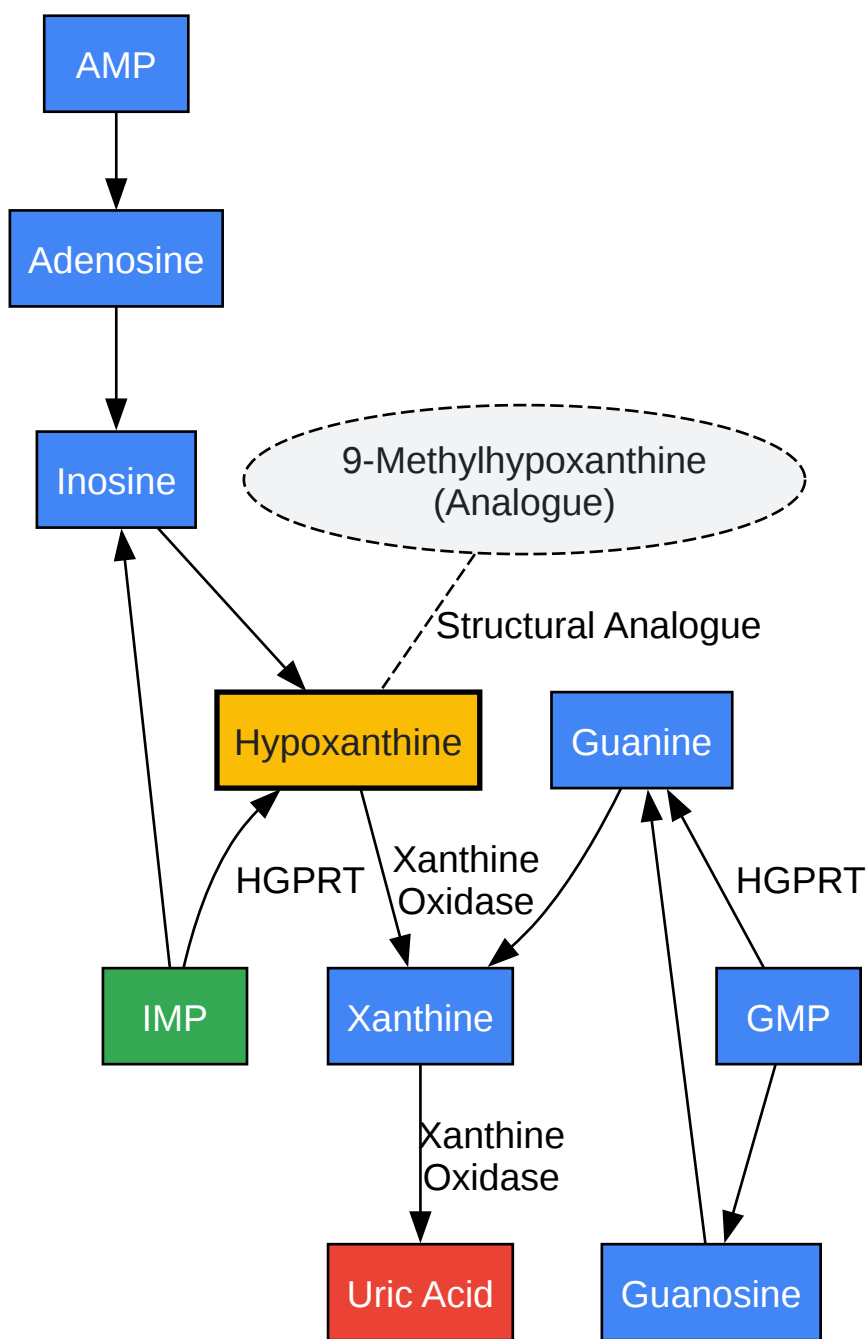 AMP
Adenosine
Inosine
9-Methylhypoxanthine
(Analogue)
Structural Analogue
Hypoxanthine
Guanine
HGPRT
Xanthine
Oxidase
HGPRT
IMP
Xanthine
GMP
Xanthine
Oxidase
Uric Acid
Guanosine